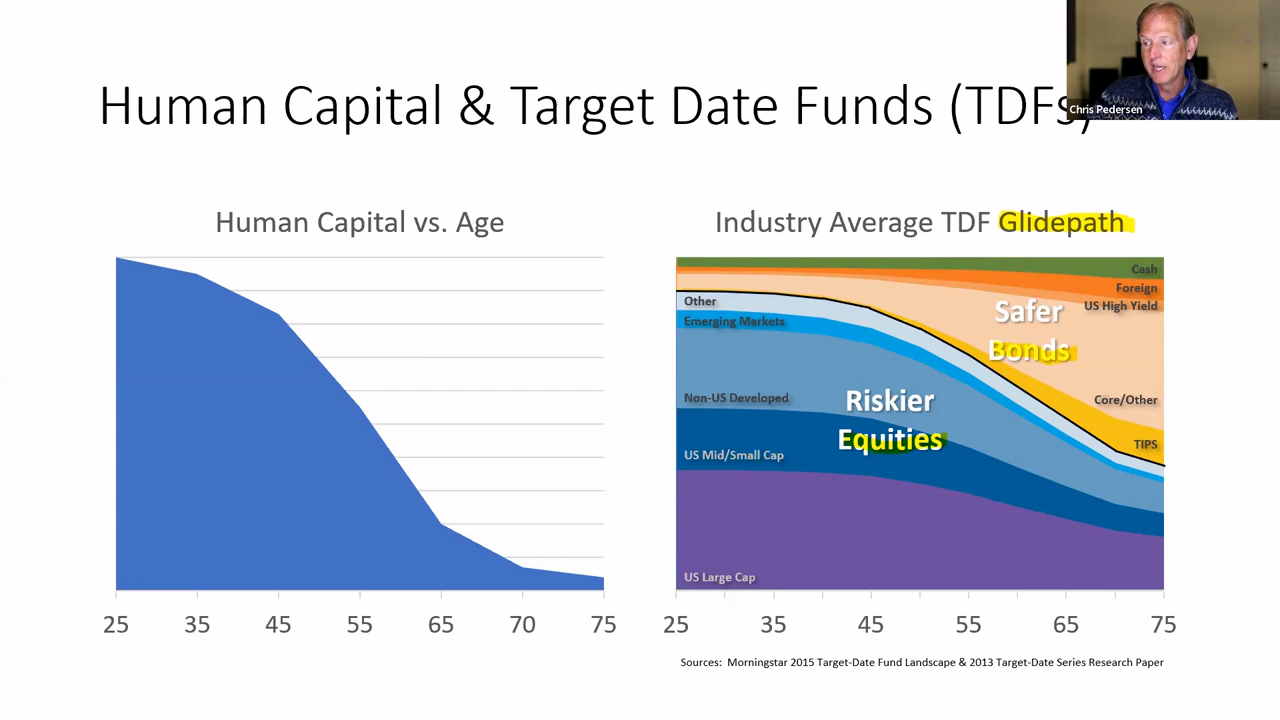 Human Capital & Target Date Funds (TDFs)
Chris Pedersen
Human Capital vs. Age
25 35 45 55 65 70 75
Industry Average TDF Glidepath
Cash
Foreign
US High Yield
Safer
Bonds
Other
Emerging Markets
Non-US Developed
Riskier
Equities
Core/Other
TIPS
US Mid/Small Cap
US Large Cap
25 35 45 55 65 75
Sources: Morningstar 2015 Target-Date Fund Landscape & 2013 Target-Date Series Research Paper